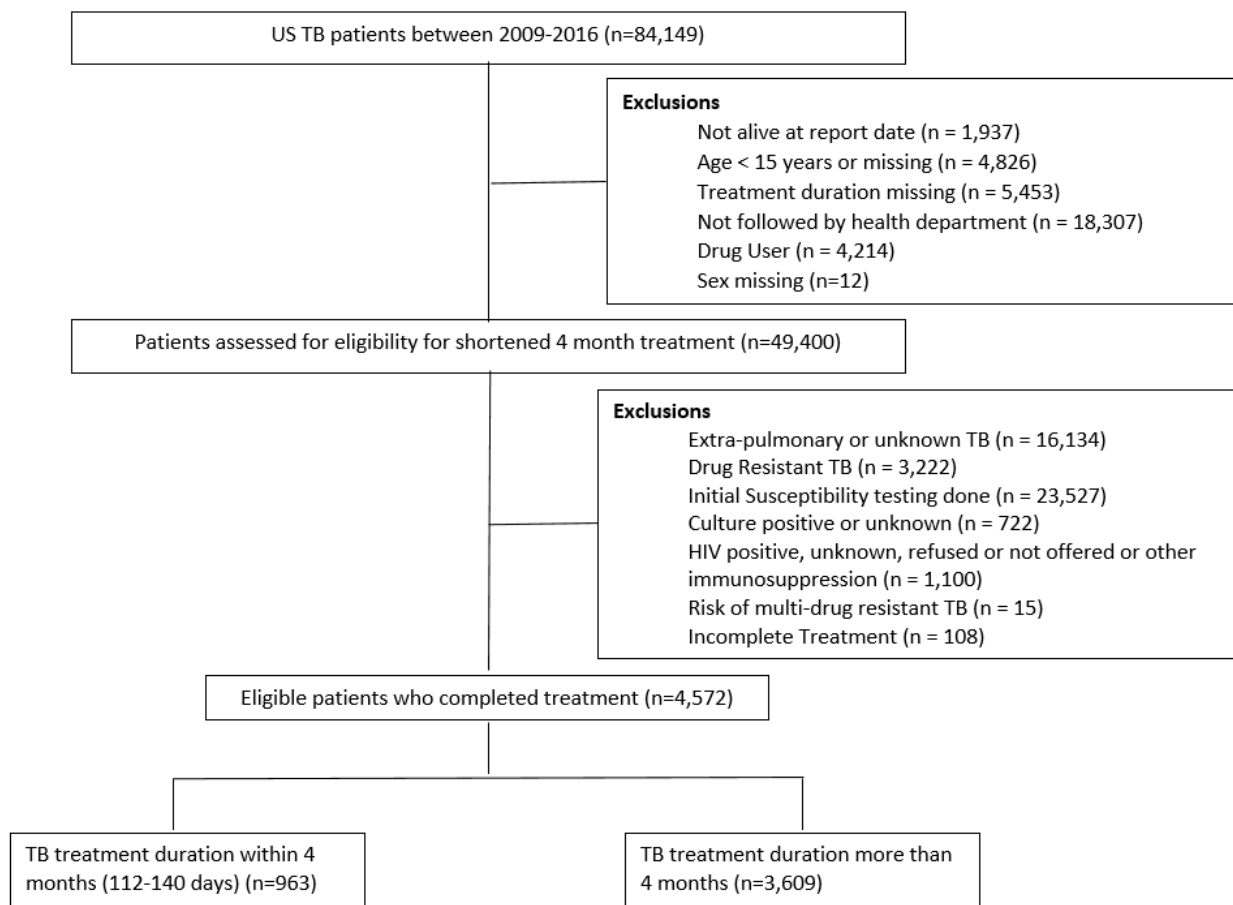 US TB patients between 2009-2016 (n=84,149)
Exclusions
Not alive at report date (n = 1,937)
Age < 15 years or missing (n = 4,826)
Treatment duration missing (n = 5,453)
Not followed by health department (n = 18,307)
Drug User (n = 4,214)
Sex missing (n=12)
Patients assessed for eligibility for shortened 4 month treatment (n=49,400)
Exclusions
Extra-pulmonary or unknown TB (n = 16,134)
Drug Resistant TB (n = 3,222)
Initial Susceptibility testing done (n = 23,527)
Culture positive or unknown (n = 722)
HIV positive, unknown, refused or not offered or other
immunosuppression (n = 1,100)
Risk of multi-drug resistant TB (n = 15)
Incomplete Treatment (n = 108)
Eligible patients who completed treatment (n=4,572)
TB treatment duration within 4
months (112-140 days) (n=963)
TB treatment duration more than
4 months (n=3,609)